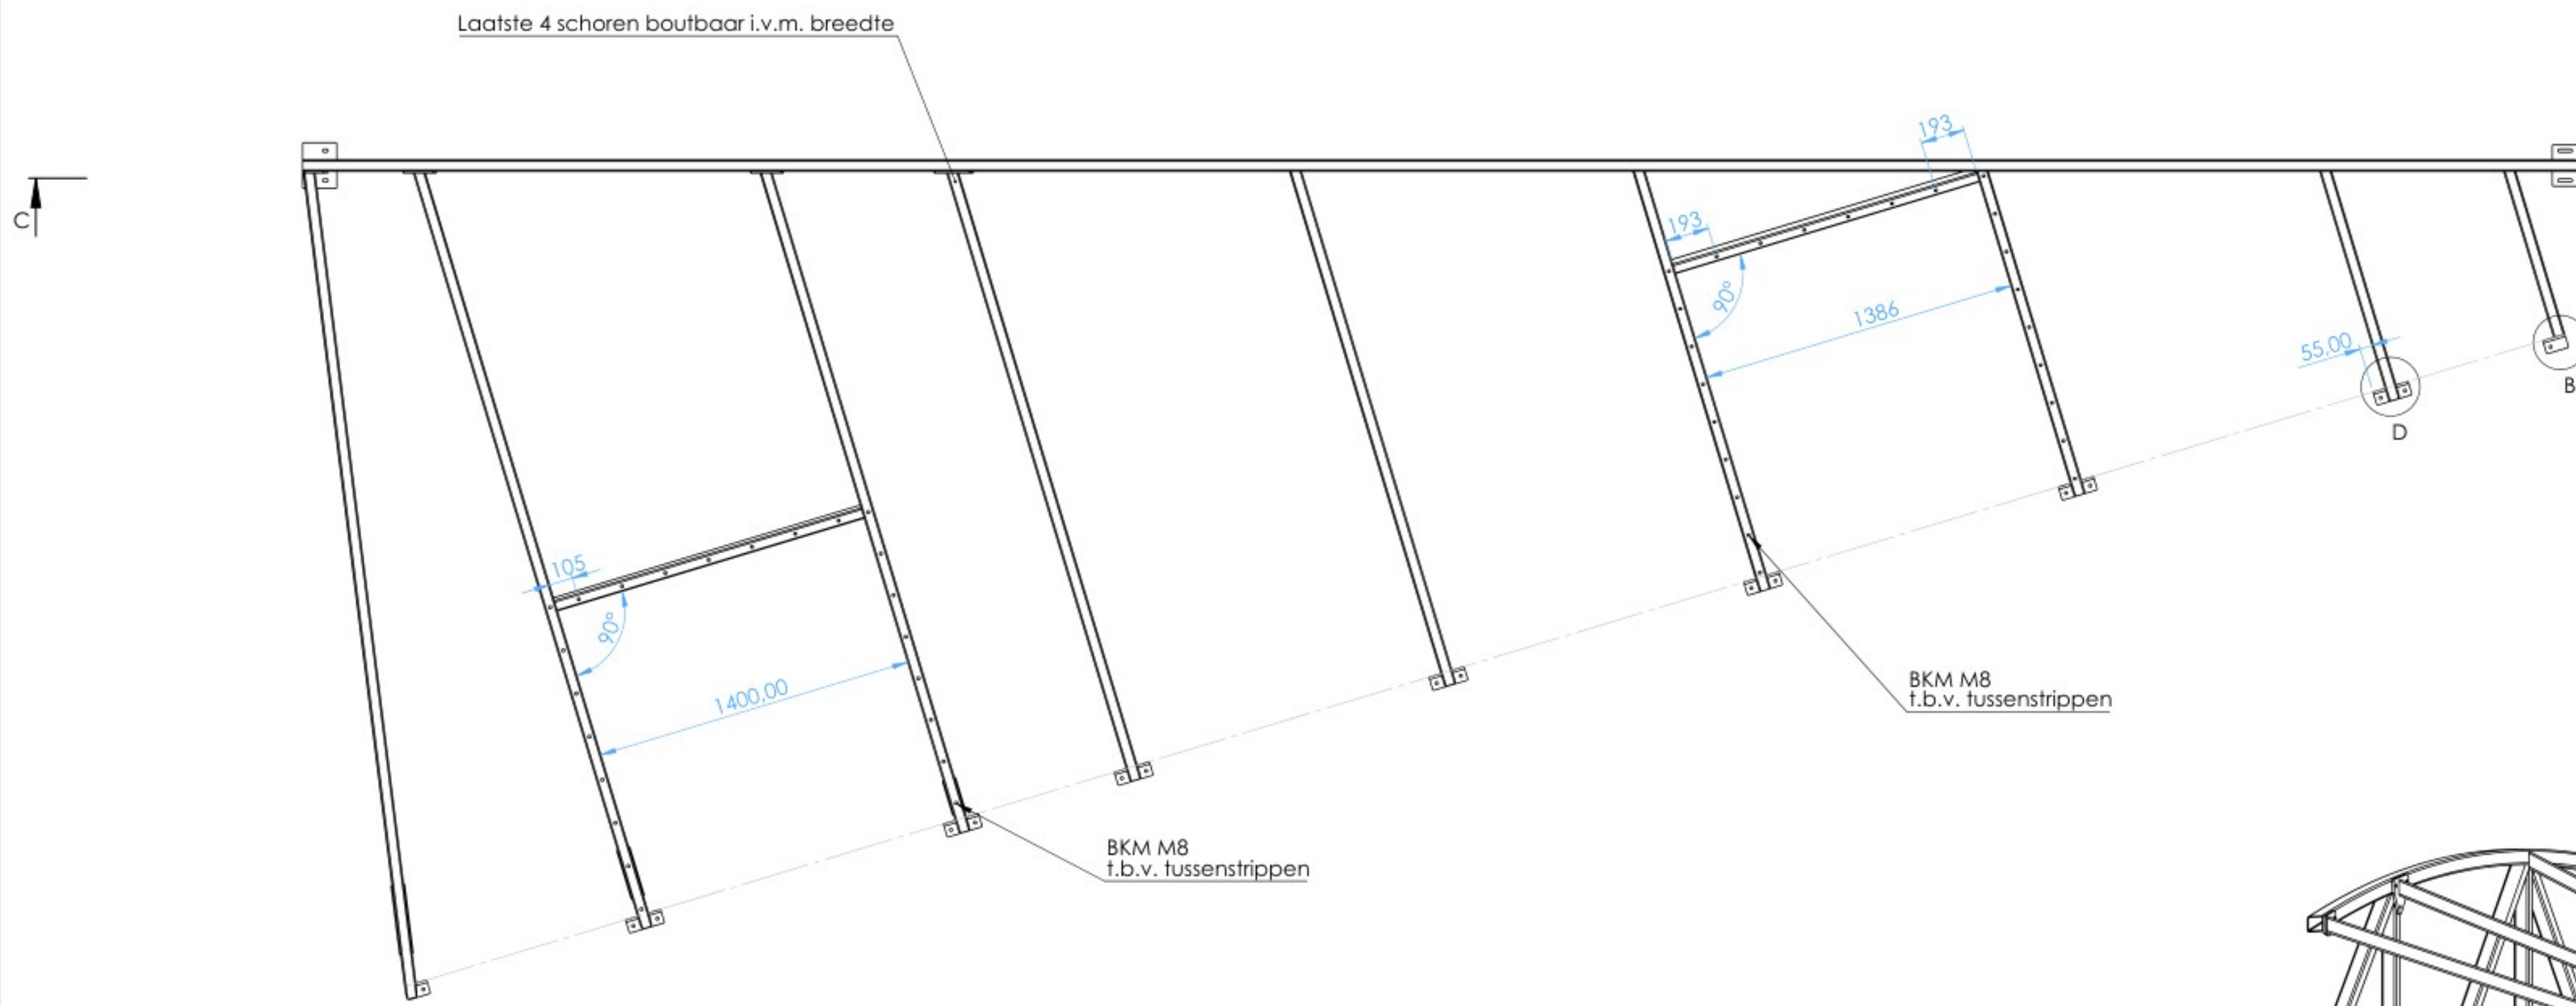 Laatste 4 schoren boutbaar i.v.m. breedte
C
193
193
90°
1386
55,00
B
D
105
90°
1400,00
BKM M8
t.b.v. tussenstrippen
BKM M8
t.b.v. tussenstrippen